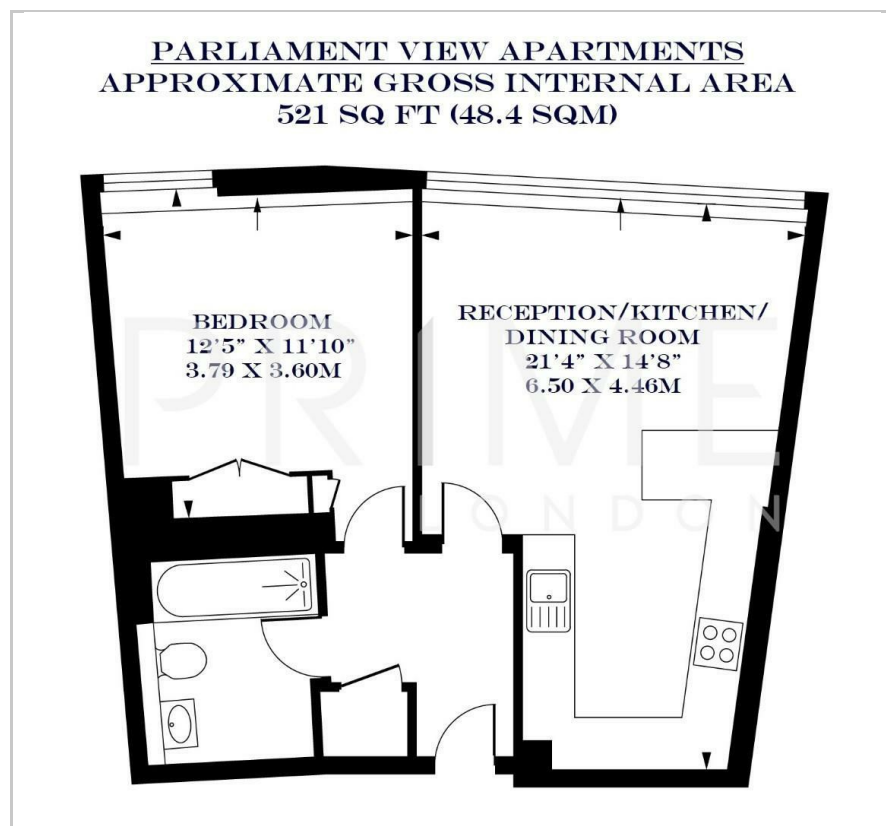 PARLIAMENT VIEW APARTMENTS
APPROXIMATE GROSS INTERNAL AREA
521 SQ FT (48.4 SQM)
BEDROOM
12'5" X 11'10"
3.79 X 3.60M
RECEPTION/KITCHEN/
DINING ROOM
21'4" X 14'8"
6.50 X 4.46M
PRIME
LONDON